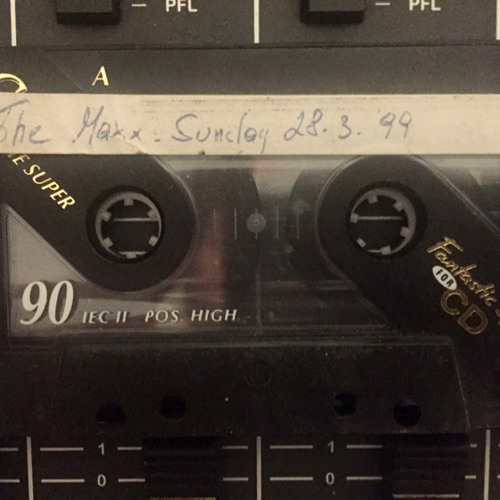 PFL PFL
A
The Maxx - Sunday 28.3.99
SUPER
90 IEC II POS. HIGH
Fantastic
FOR
CD
1 1
0 0